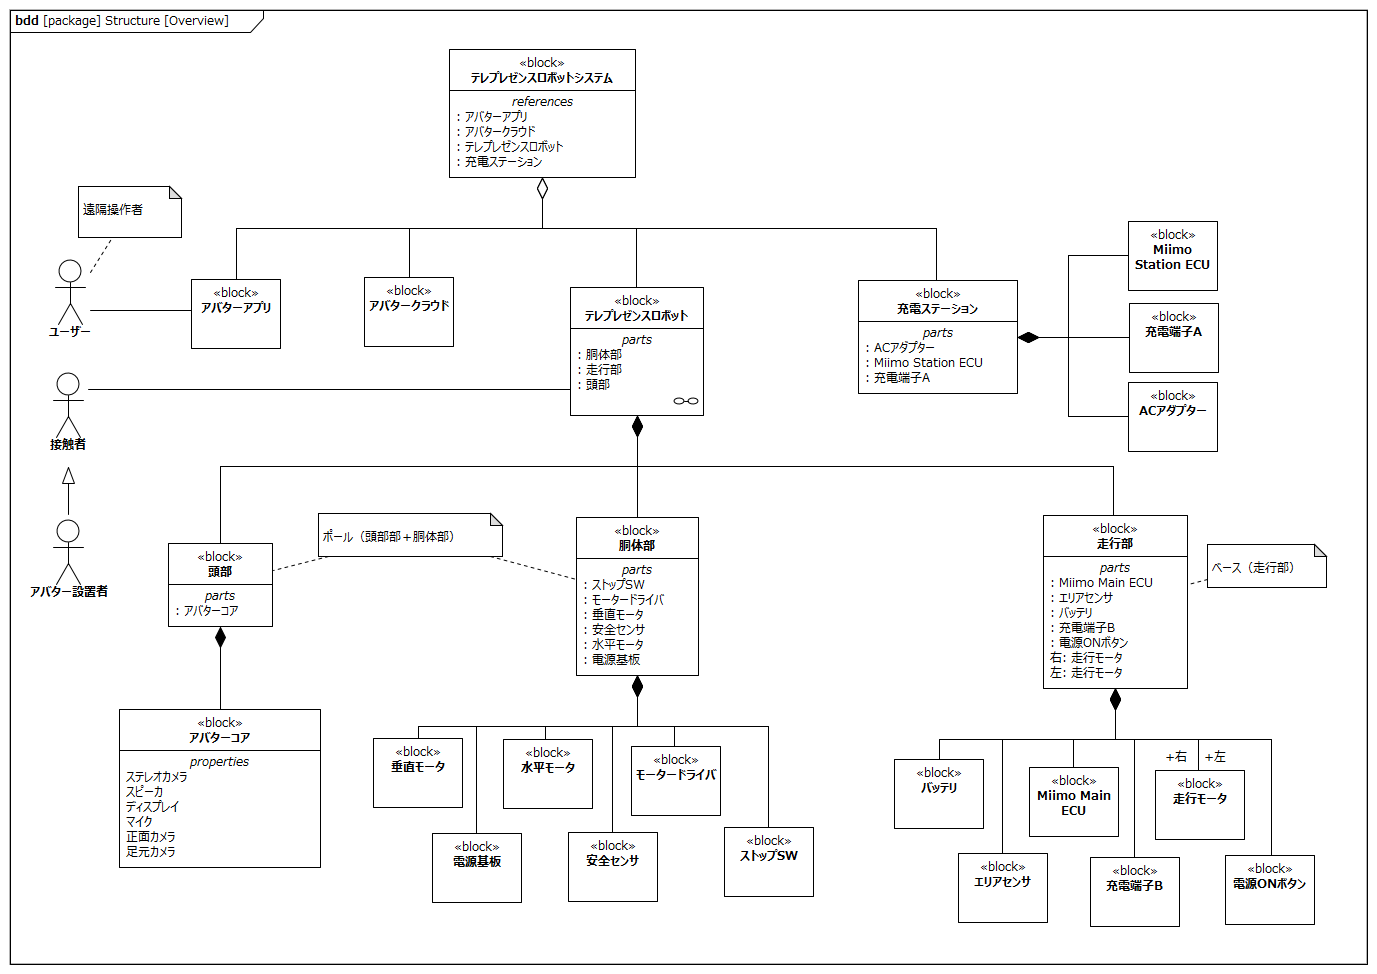 bdd [package] Structure [Overview]
«block»
テレプレゼンスロボットシステム
references
: アバターアプリ
: アバタークラウド
: テレプレゼンスロボット
: 充電ステーション
遠隔操作者
ユーザー
«block»
アバターアプリ
«block»
アバタークラウド
«block»
テレプレゼンスロボット
parts
: 胴体部
: 走行部
: 頭部
«block»
充電ステーション
parts
: ACアダプター
: Miimo Station ECU
: 充電端子A
«block»
Miimo
Station ECU
«block»
充電端子A
«block»
ACアダプター
接触者
アバター設置者
ポール（頭部部＋胴体部）
«block»
頭部
parts
: アバターコア
«block»
胴体部
parts
: ストップSW
: モータードライバ
: 垂直モータ
: 安全センサ
: 水平モータ
: 電源基板
«block»
走行部
parts
: Miimo Main ECU
: エリアセンサ
: バッテリ
: 充電端子B
: 電源ONボタン
右: 走行モータ
左: 走行モータ
ベース（走行部）
«block»
アバターコア
properties
ステレオカメラ
スピーカ
ディスプレイ
マイク
正面カメラ
足元カメラ
«block»
垂直モータ
«block»
水平モータ
«block»
モータードライバ
«block»
電源基板
«block»
安全センサ
«block»
ストップSW
+右
+左
«block»
バッテリ
«block»
Miimo Main
ECU
«block»
走行モータ
«block»
エリアセンサ
«block»
充電端子B
«block»
電源ONボタン